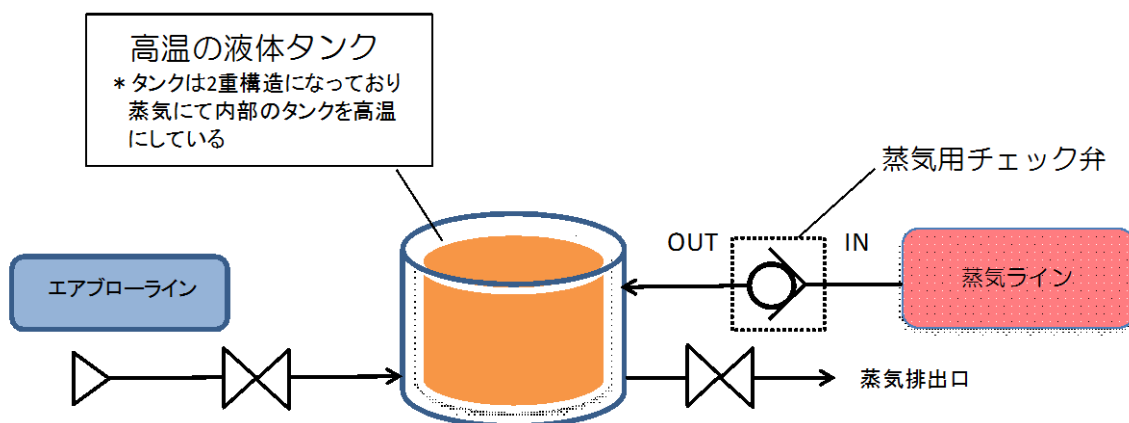 高温の液体タンク
＊タンクは2重構造になっており
蒸気にて内部のタンクを高温
にしている
蒸気用チェック弁
OUT
IN
エアブローライン
蒸気ライン
蒸気排出口